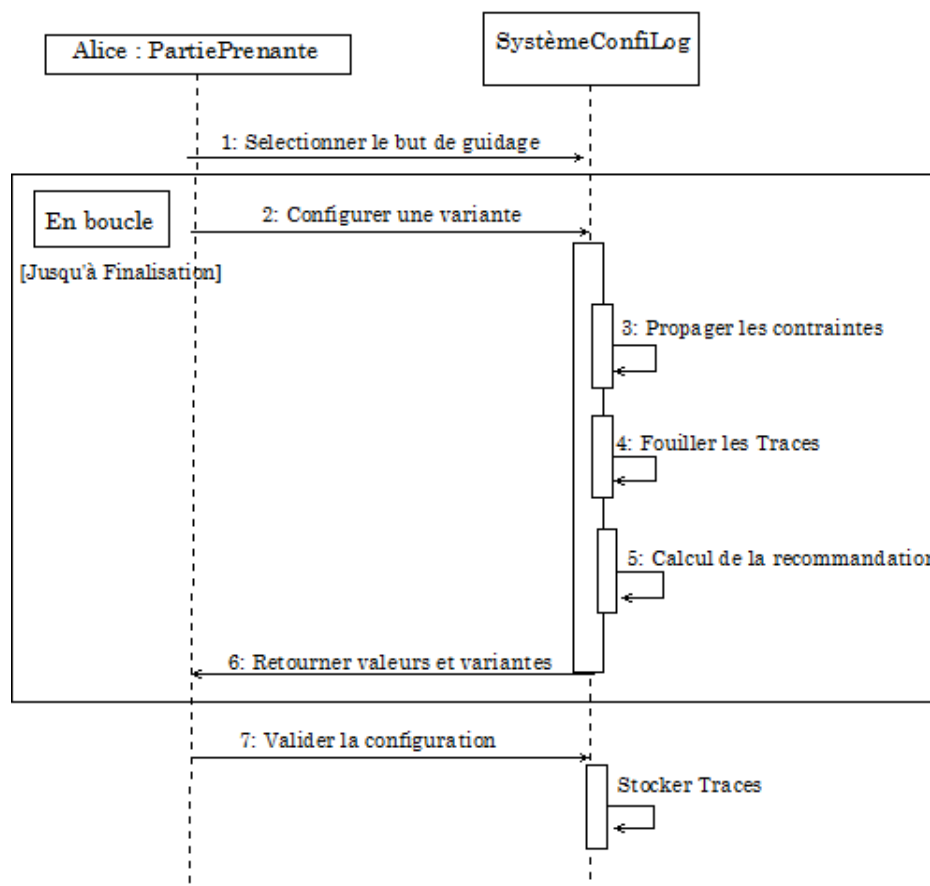 Alice : PartiePrenante
SystèmeConfiLog
1: Selectionner le but de guidage
En boucle
2: Configurer une variante
[Jusqu'à Finalisation]
3: Propager les contraintes
4: Fouiller les Traces
5: Calcul de la recommandation
6: Retourner valeurs et variantes
7: Valider la configuration
Stocker Traces